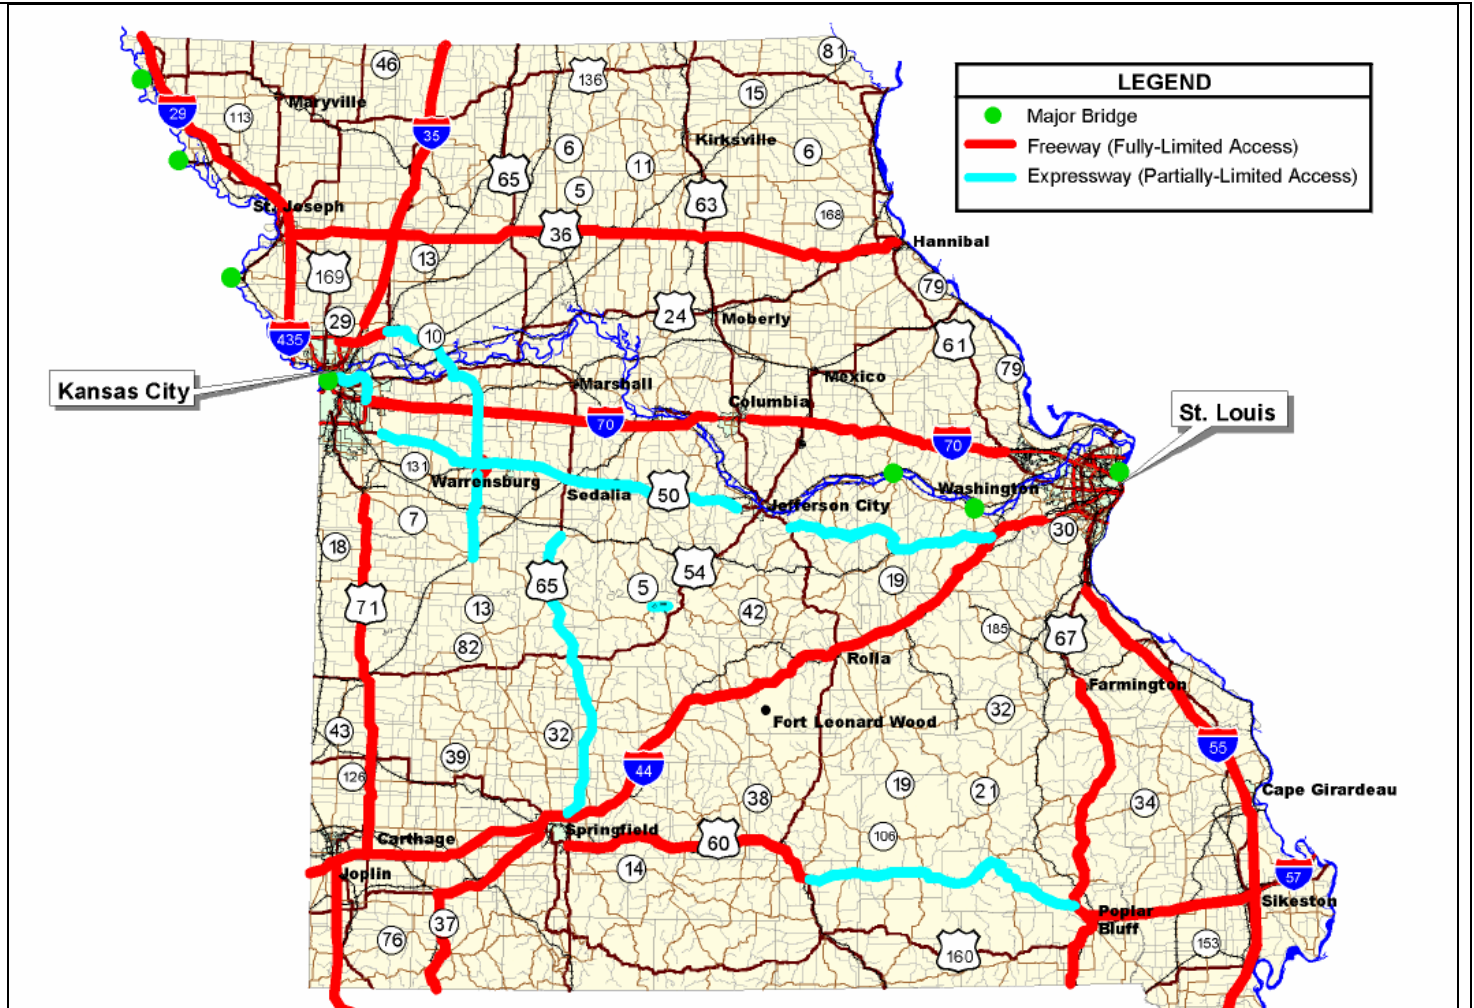 LEGEND
Major Bridge
Freeway (Fully-Limited Access)
Expressway (Partially-Limited Access)
81
46
136
15
29
113
Maryville
35
Kirksville
6
6
11
65
5
63
168
St. Joseph
36
Hannibal
13
169
79
24
Moberly
29
10
435
61
79
Kansas City
Marshall
Mexico
Columbia
St. Louis
70
70
131
Warrensburg
Sedalia
50
Washington
Jefferson City
7
30
18
54
65
5
19
71
13
42
185
67
82
Rolla
Farmington
32
Fort Leonard Wood
43
32
55
39
126
44
38
19
21
34
Cape Girardeau
Carthage
Springfield
60
106
14
Joplin
57
Sikeston
Poplar
Bluff
37
76
160
153